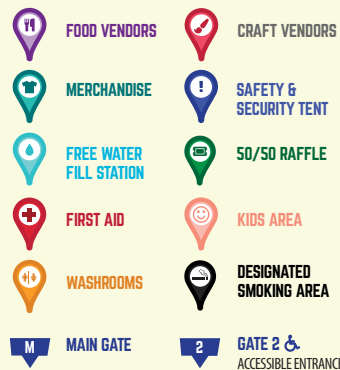 FOOD VENDORS
CRAFT VENDORS
MERCHANDISE
!
SAFETY &
SECURITY TENT
FREE WATER
FILL STATION
50/50 RAFFLE
FIRST AID
KIDS AREA
WASHROOMS
DESIGNATED
SMOKING AREA
M
MAIN GATE
2
GATE 2
ACCESSIBLE ENTRANCE